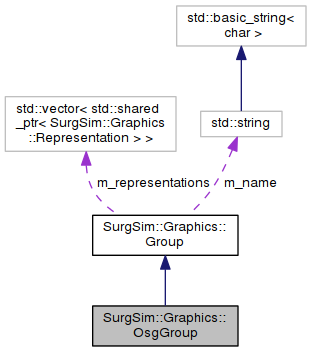 std::basic_string<
char >
std::vector< std::shared
_ptr< SurgSim::Graphics
::Representation > >
std::string
m_representations
m_name
SurgSim::Graphics::
Group
SurgSim::Graphics::
OsgGroup